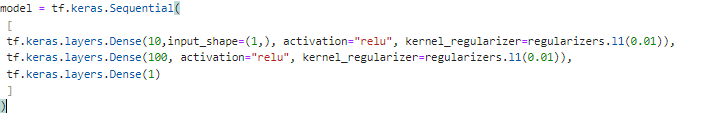 model = tf.keras.Sequential(
[
tf.keras.layers.Dense(10,input_shape=(1,), activation="relu", kernel_regularizer=regularizers.l1(0.01)),
tf.keras.layers.Dense(100, activation="relu", kernel_regularizer=regularizers.l1(0.01)),
tf.keras.layers.Dense(1)
]
)